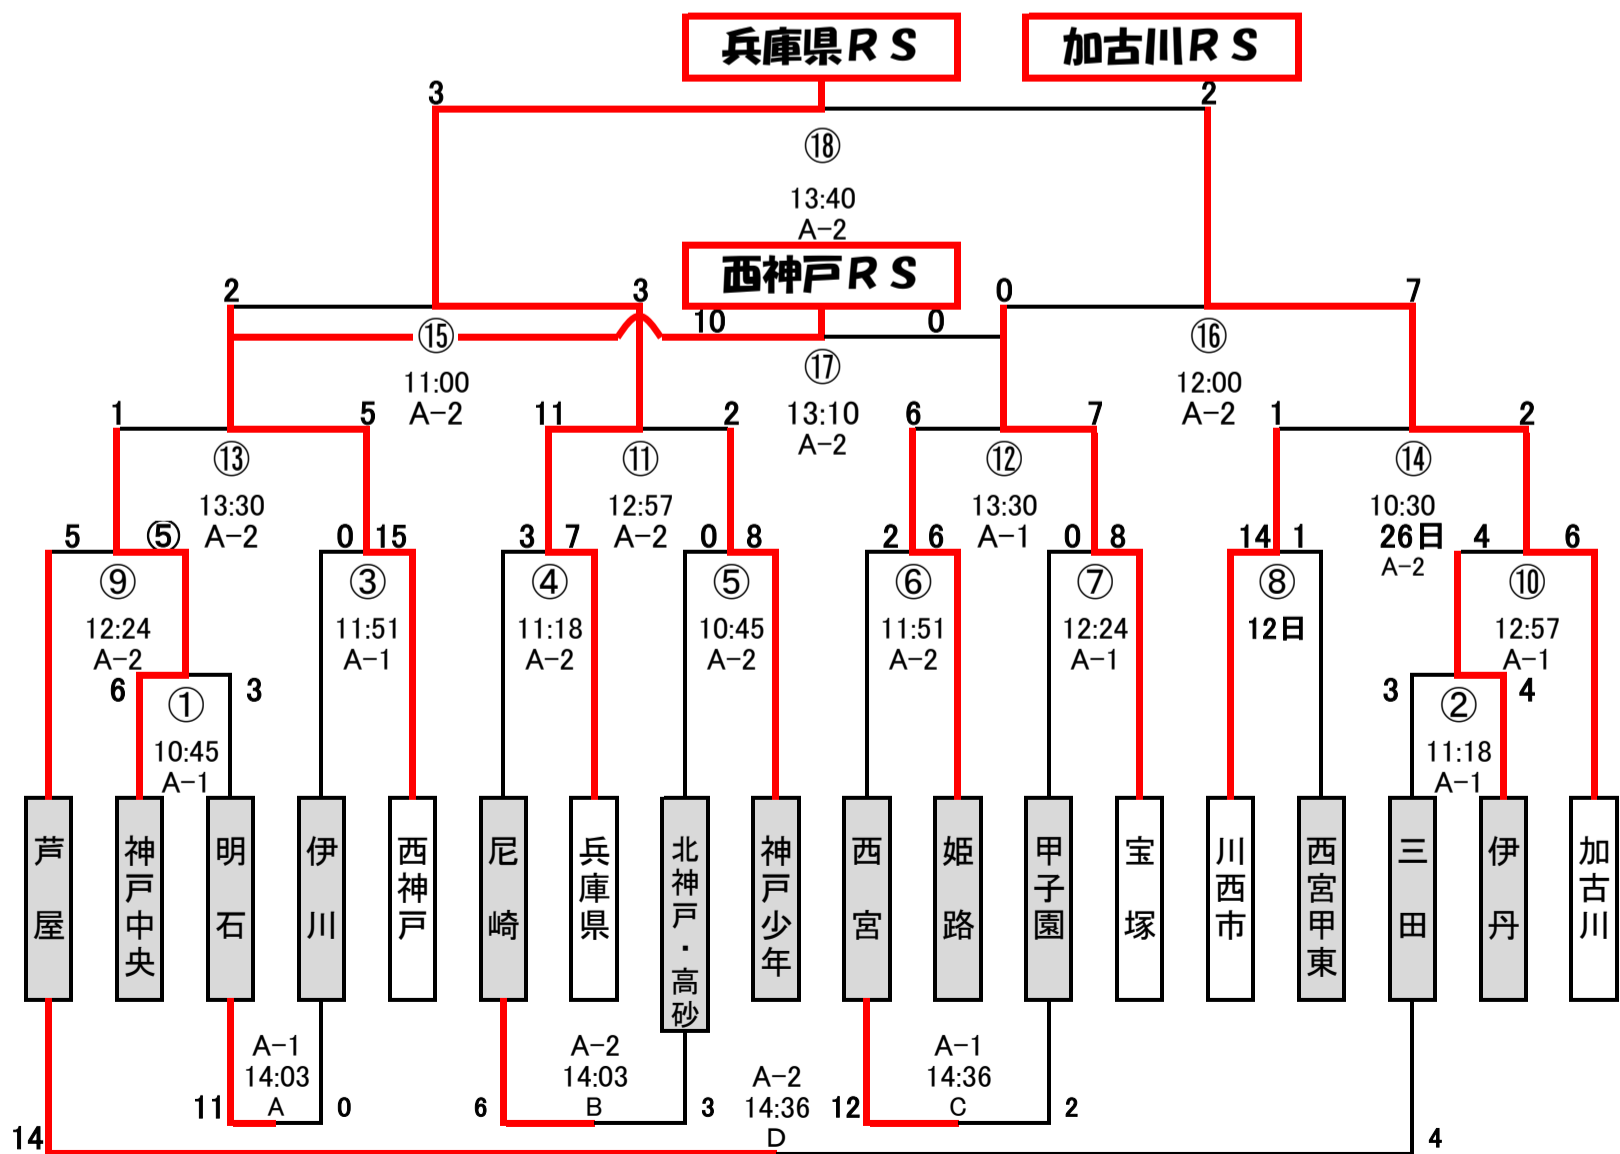 兵庫県ＲＳ
加古川ＲＳ
3
2
⑱
13:40
A-2
西神戸ＲＳ
2
3
0
7
10
0
⑮
11:00
A-2
⑰
13:10
A-2
⑯
12:00
A-2
1
5
11
2
6
7
1
2
⑬
13:30
A-2
⑪
12:57
A-2
⑫
13:30
A-1
⑭
10:30
26日
A-2
5
⑤
0
15
3
7
0
8
2
6
0
8
14
1
4
6
⑨
12:24
A-2
③
11:51
A-1
④
11:18
A-2
⑤
10:45
A-2
⑥
11:51
A-2
⑦
12:24
A-1
⑧
12日
⑩
12:57
A-1
6
3
①
10:45
A-1
3
4
②
11:18
A-1
芦屋
神戸中央
明石
伊川
西神戸
尼崎
兵庫県
北神戸・高砂
神戸少年
西宮
姫路
甲子園
宝塚
川西市
西宮甲東
三田
伊丹
加古川
A-1
14:03
A
11
0
A-2
14:03
B
6
3
A-2
14:36
D
A-1
14:36
C
12
2
14
4